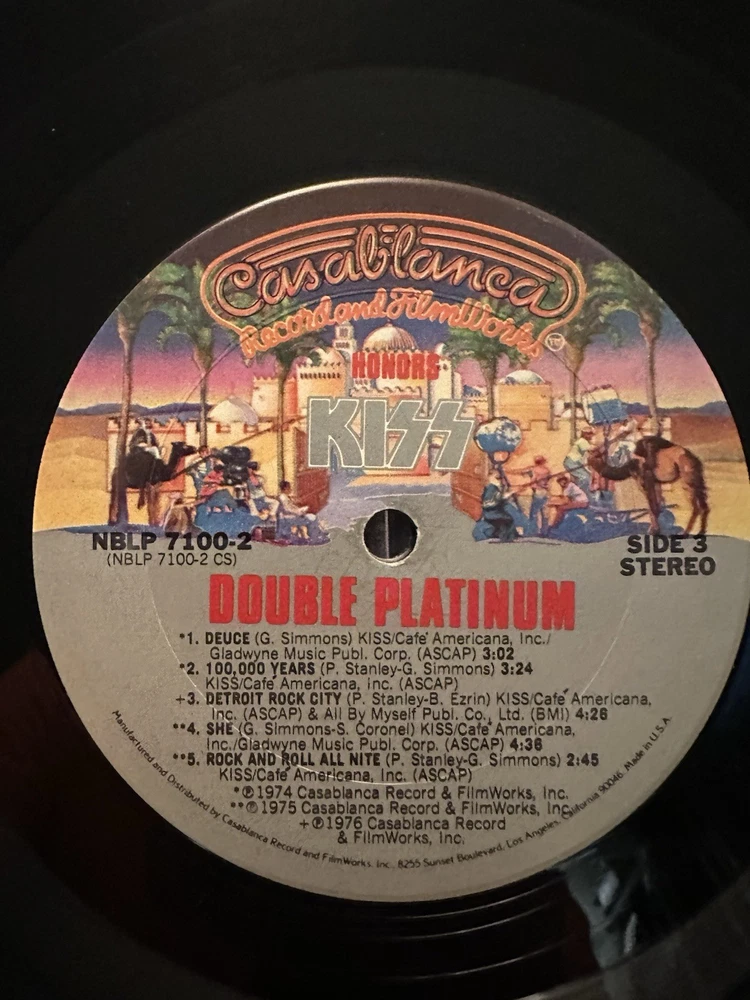 Casablanca
Record and FilmWorks
HONORS
KISS
NBLP 7100-2
(NBLP 7100-2 CS)
SIDE 3
STEREO
DOUBLE PLATINUM
*1. DEUCE (G. Simmons) KISS/Café Americana, Inc./
Gladwyne Music Publ. Corp. (ASCAP) 3:02
*2. 100,000 YEARS (P. Stanley-G. Simmons) 3:24
KISS/Café Americana, Inc. (ASCAP)
+3. DETROIT ROCK CITY (P. Stanley-B. Ezrin) KISS/Café Americana,
Inc. (ASCAP) & All By Myself Publ. Co., Ltd. (BMI) 4:26
**4. SHE (G. Simmons-S. Coronel) KISS/Café Americana,
Inc./Gladwyne Music Publ. Corp. (ASCAP) 4:36
**5. ROCK AND ROLL ALL NITE (P. Stanley-G. Simmons) 2:45
KISS/Café Americana, Inc. (ASCAP)
*℗1974 Casablanca Record & FilmWorks, Inc.
**℗1975 Casablanca Record & FilmWorks, Inc.
+℗1976 Casablanca Record
& FilmWorks, Inc.
Manufactured and Distributed by Casablanca Record and FilmWorks, Inc., 8255 Sunset Boulevard, Los Angeles, California 90046. Made in U.S.A.